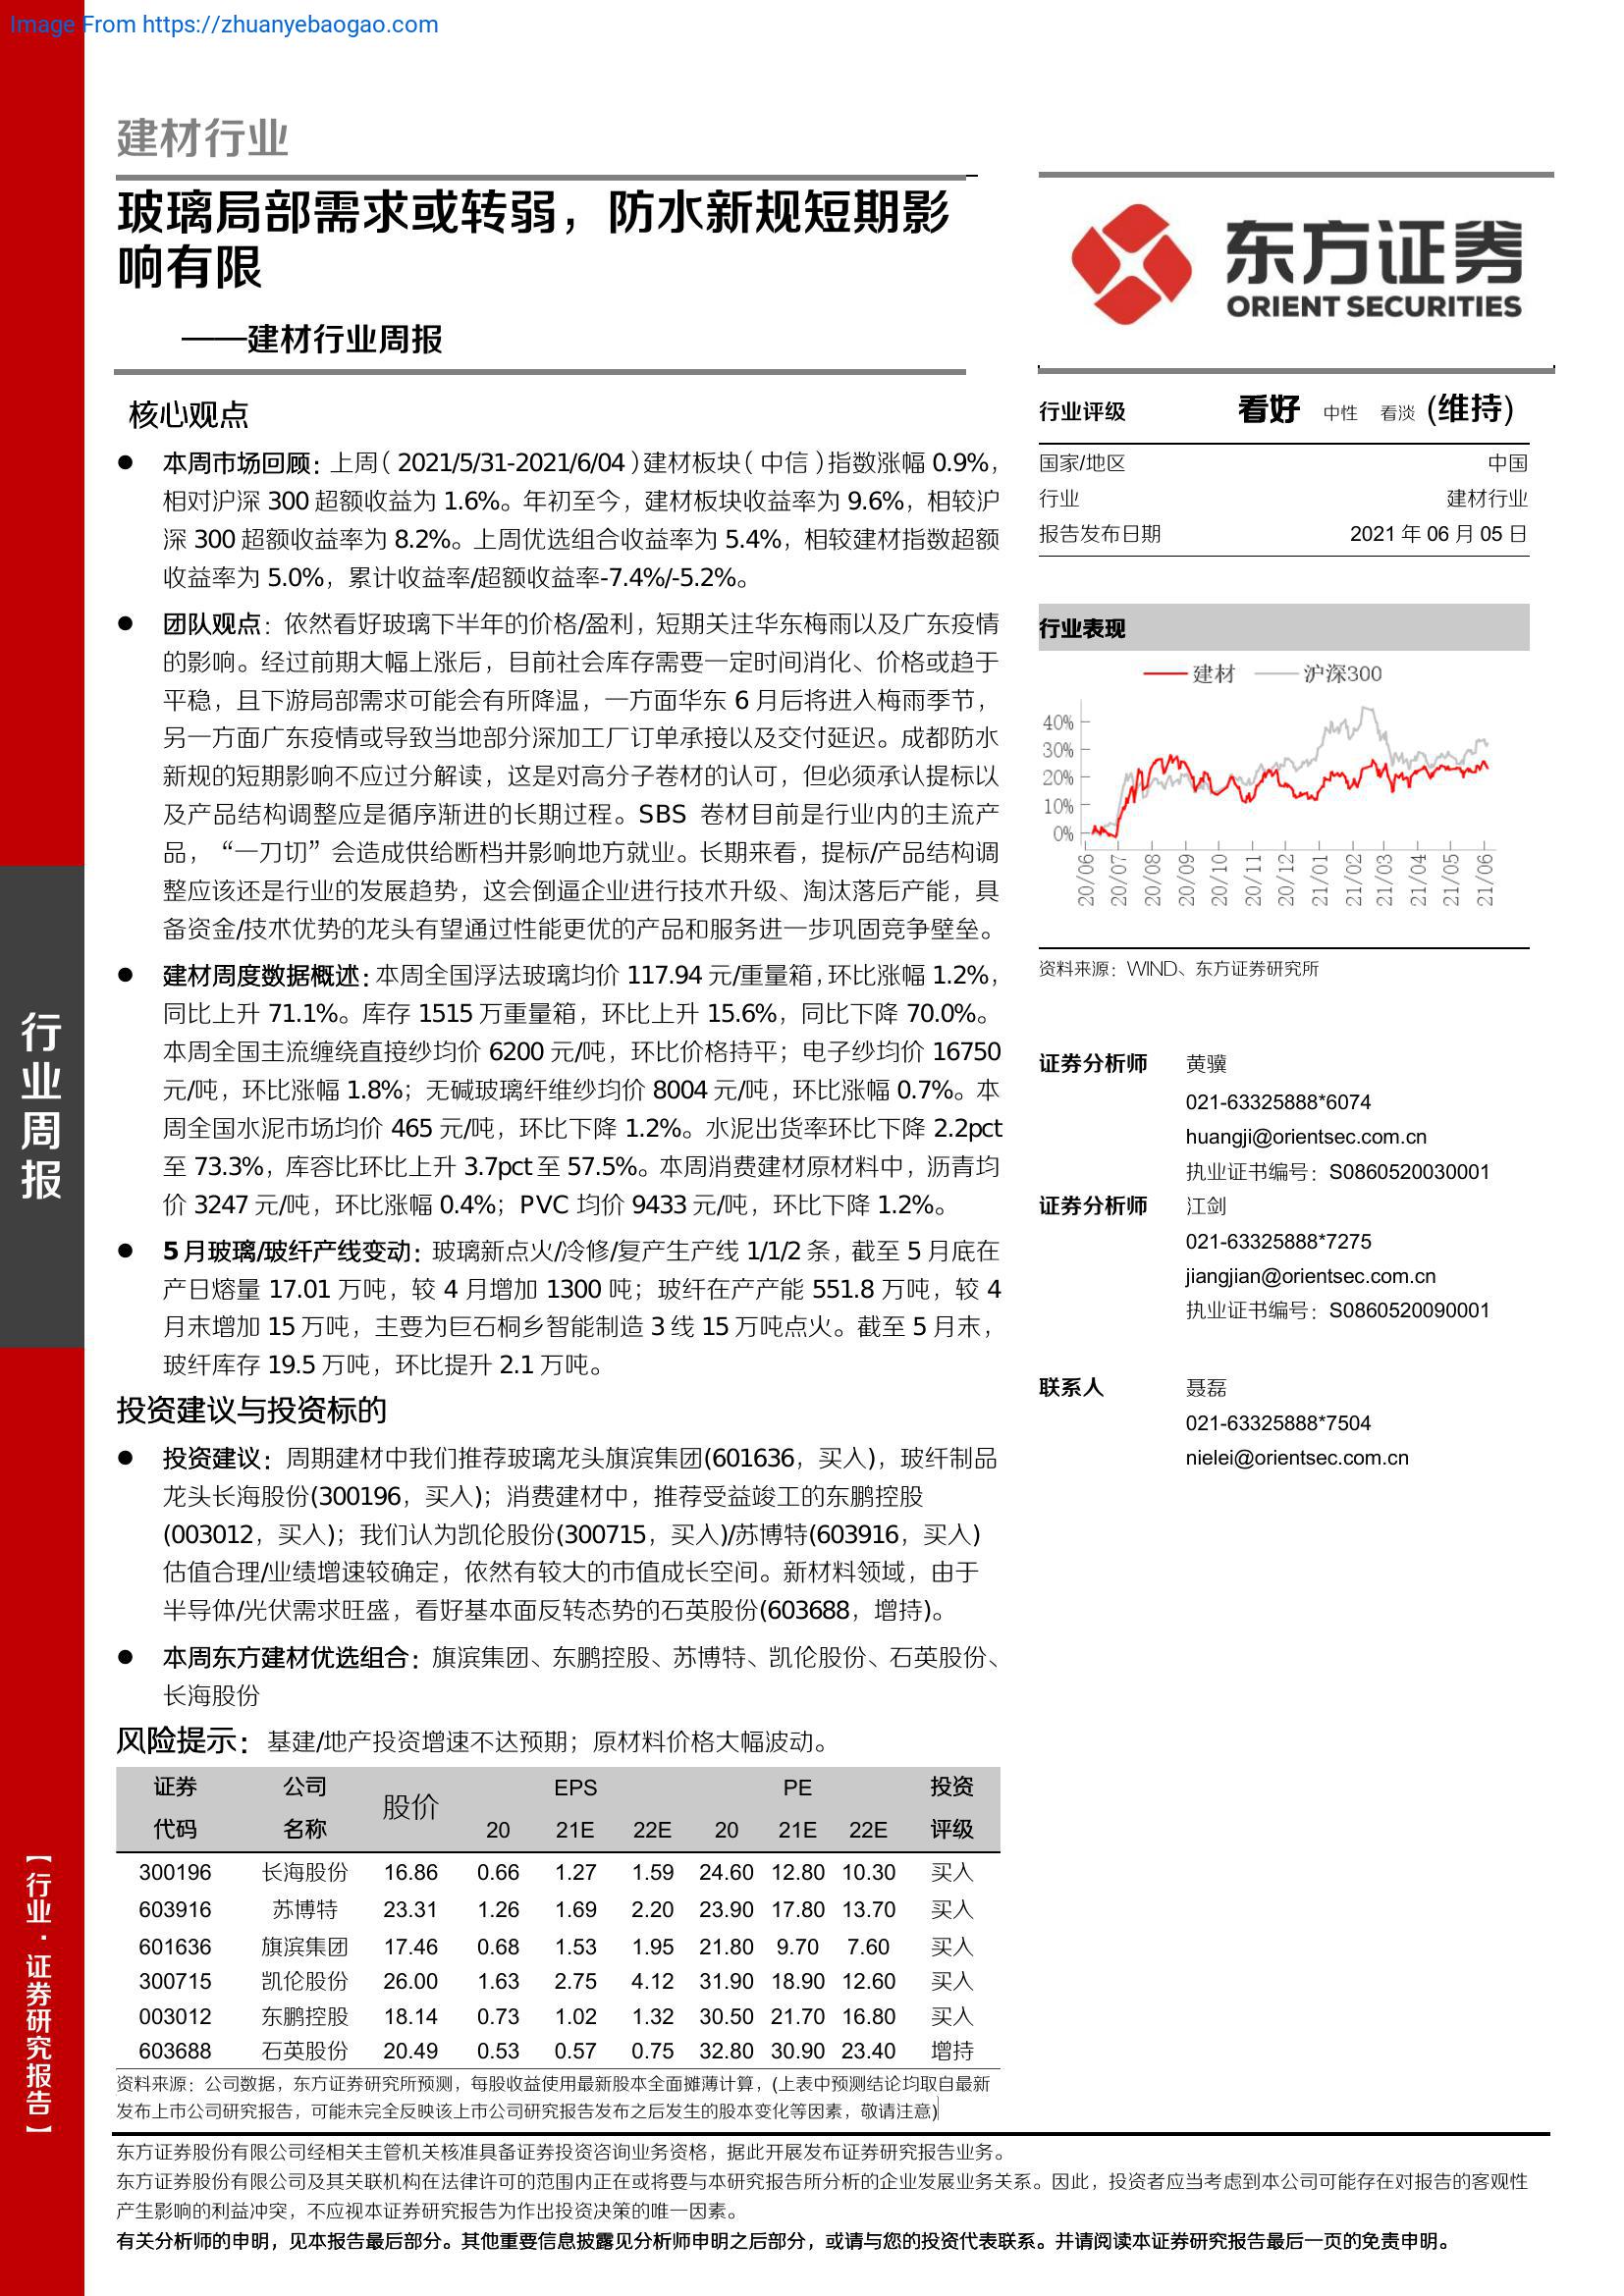 Image From https://zhuanyebaogao.com
建材行业
玻璃局部需求或转弱，防水新规短期影
响有限
——建材行业周报
核心观点
● 本周市场回顾：上周（2021/5/31-2021/6/04）建材板块（中信）指数涨幅 0.9%，
相对沪深 300 超额收益为 1.6%。年初至今，建材板块收益率为 9.6%，相较沪
深 300 超额收益率为 8.2%。上周优选组合收益率为 5.4%，相较建材指数超额
收益率为 5.0%，累计收益率/超额收益率-7.4%/-5.2%。
● 团队观点：依然看好玻璃下半年的价格/盈利，短期关注华东梅雨以及广东疫情
的影响。经过前期大幅上涨后，目前社会库存需要一定时间消化、价格或趋于
平稳，且下游局部需求可能会有所降温，一方面华东 6 月后将进入梅雨季节，
另一方面广东疫情或导致当地部分深加工厂订单承接以及交付延迟。成都防水
新规的短期影响不应过分解读，这是对高分子卷材的认可，但必须承认提标以
及产品结构调整应是循序渐进的长期过程。SBS 卷材目前是行业内的主流产
品，“一刀切”会造成供给断档并影响地方就业。长期来看，提标/产品结构调
整应该还是行业的发展趋势，这会倒逼企业进行技术升级、淘汰落后产能，具
备资金/技术优势的龙头有望通过性能更优的产品和服务进一步巩固竞争壁垒。
● 建材周度数据概述：本周全国浮法玻璃均价 117.94 元/重量箱，环比涨幅 1.2%，
同比上升 71.1%。库存 1515 万重量箱，环比上升 15.6%，同比下降 70.0%。
本周全国主流缠绕直接纱均价 6200 元/吨，环比价格持平；电子纱均价 16750
元/吨，环比涨幅 1.8%；无碱玻璃纤维纱均价 8004 元/吨，环比涨幅 0.7%。本
周全国水泥市场均价 465 元/吨，环比下降 1.2%。水泥出货率环比下降 2.2pct
至 73.3%，库容比环比上升 3.7pct 至 57.5%。本周消费建材原材料中，沥青均
价 3247 元/吨，环比涨幅 0.4%；PVC 均价 9433 元/吨，环比下降 1.2%。
● 5 月玻璃/玻纤产线变动：玻璃新点火/冷修/复产生产线 1/1/2 条，截至 5 月底在
产日熔量 17.01 万吨，较 4 月增加 1300 吨；玻纤在产产能 551.8 万吨，较 4
月末增加 15 万吨，主要为巨石桐乡智能制造 3 线 15 万吨点火。截至 5 月末，
玻纤库存 19.5 万吨，环比提升 2.1 万吨。
投资建议与投资标的
● 投资建议：周期建材中我们推荐玻璃龙头旗滨集团(601636，买入)，玻纤制品
龙头长海股份(300196，买入)；消费建材中，推荐受益竣工的东鹏控股
(003012，买入)；我们认为凯伦股份(300715，买入)/苏博特(603916，买入)
估值合理/业绩增速较确定，依然有较大的市值成长空间。新材料领域，由于
半导体/光伏需求旺盛，看好基本面反转态势的石英股份(603688，增持)。
● 本周东方建材优选组合：旗滨集团、东鹏控股、苏博特、凯伦股份、石英股份、
长海股份
风险提示：基建/地产投资增速不达预期；原材料价格大幅波动。
证券 公司 股价 EPS PE 投资
代码 名称 20 21E 22E 20 21E 22E 评级
300196 长海股份 16.86 0.66 1.27 1.59 24.60 12.80 10.30 买入
603916 苏博特 23.31 1.26 1.69 2.20 23.90 17.80 13.70 买入
601636 旗滨集团 17.46 0.68 1.53 1.95 21.80 9.70 7.60 买入
300715 凯伦股份 26.00 1.63 2.75 4.12 31.90 18.90 12.60 买入
003012 东鹏控股 18.14 0.73 1.02 1.32 30.50 21.70 16.80 买入
603688 石英股份 20.49 0.53 0.57 0.75 32.80 30.90 23.40 增持
资料来源：公司数据，东方证券研究所预测，每股收益使用最新股本全面摊薄计算，(上表中预测结论均取自最新
发布上市公司研究报告，可能未完全反映该上市公司研究报告发布之后发生的股本变化等因素，敬请注意)
东方证券
ORIENT SECURITIES
行业评级 看好 中性 看淡 (维持)
国家/地区 中国
行业 建材行业
报告发布日期 2021 年 06 月 05 日
行业表现
建材 沪深300
40%
30%
20%
10%
0%
20/06 20/07 20/08 20/09 20/10 20/11 20/12 21/01 21/02 21/03 21/04 21/05 21/06
资料来源：WIND、东方证券研究所
证券分析师 黄骥
021-63325888*6074
huangji@orientsec.com.cn
执业证书编号：S0860520030001
证券分析师 江剑
021-63325888*7275
jiangjian@orientsec.com.cn
执业证书编号：S0860520090001
联系人 聂磊
021-63325888*7504
nielei@orientsec.com.cn
行业周报
【行业·证券研究报告】
东方证券股份有限公司经相关主管机关核准具备证券投资咨询业务资格，据此开展发布证券研究报告业务。
东方证券股份有限公司及其关联机构在法律许可的范围内正在或将要与本研究报告所分析的企业发展业务关系。因此，投资者应当考虑到本公司可能存在对报告的客观性
产生影响的利益冲突，不应视本证券研究报告为作出投资决策的唯一因素。
有关分析师的申明，见本报告最后部分。其他重要信息披露见分析师申明之后部分，或请与您的投资代表联系。并请阅读本证券研究报告最后一页的免责申明。